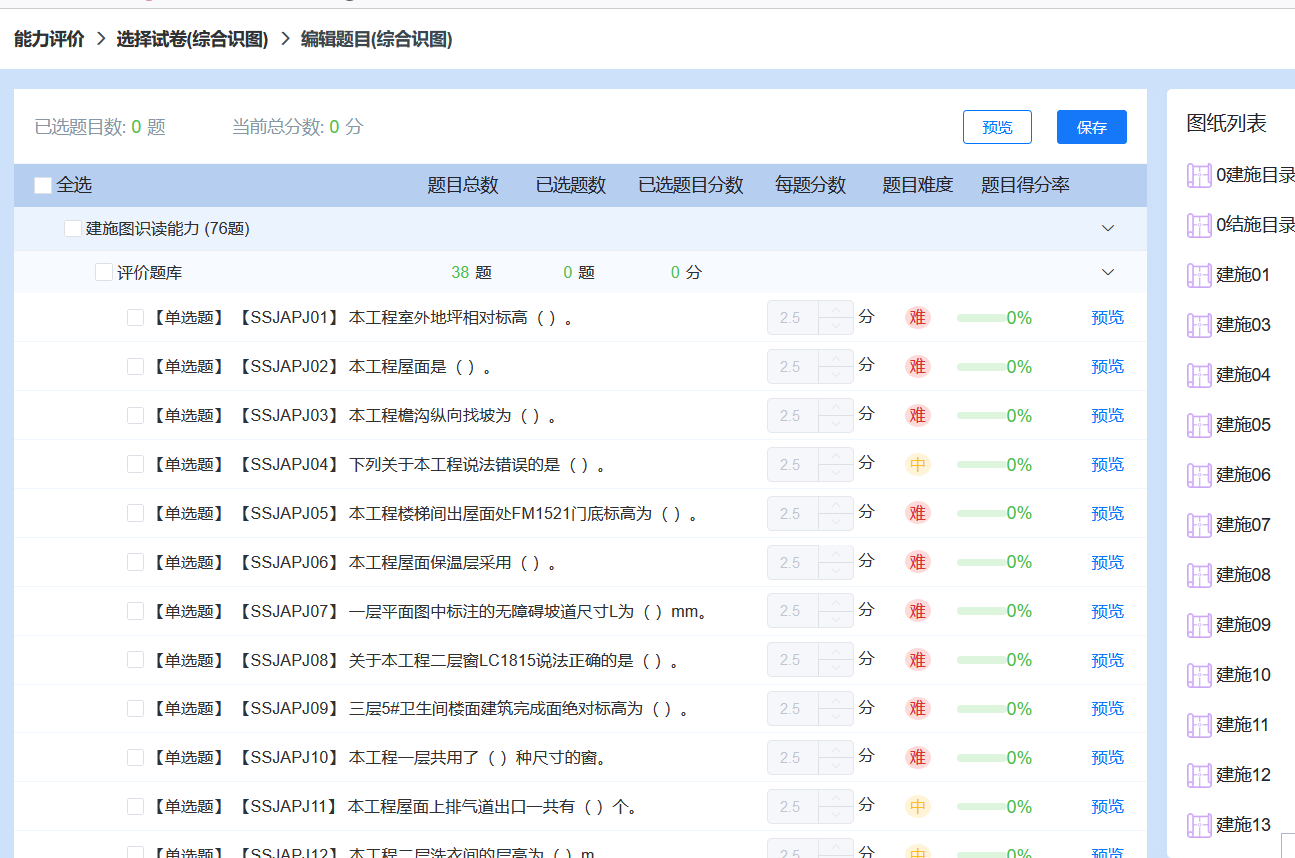 能力评价 > 选择试卷(综合识图) > 编辑题目(综合识图)
已选题目数: 0 题 当前总分数: 0 分 预览 保存
全选 题目总数 已选题数 已选题目分数 每题分数 题目难度 题目得分率
建施图识读能力 (76题)
评价题库 38 题 0 题 0 分
【单选题】 【SSJAPJ01】 本工程室外地坪相对标高（ ）。 2.5 分 难 0% 预览
【单选题】 【SSJAPJ02】 本工程屋面是（ ）。 2.5 分 难 0% 预览
【单选题】 【SSJAPJ03】 本工程檐沟纵向找坡为（ ）。 2.5 分 难 0% 预览
【单选题】 【SSJAPJ04】 下列关于本工程说法错误的是（ ）。 2.5 分 中 0% 预览
【单选题】 【SSJAPJ05】 本工程楼梯间出屋面处FM1521门底标高为（ ）。 2.5 分 难 0% 预览
【单选题】 【SSJAPJ06】 本工程屋面保温层采用（ ）。 2.5 分 难 0% 预览
【单选题】 【SSJAPJ07】 一层平面图中标注的无障碍坡道尺寸L为（ ）mm。 2.5 分 难 0% 预览
【单选题】 【SSJAPJ08】 关于本工程二层窗LC1815说法正确的是（ ）。 2.5 分 难 0% 预览
【单选题】 【SSJAPJ09】 三层5#卫生间楼面建筑完成面绝对标高为（ ）。 2.5 分 难 0% 预览
【单选题】 【SSJAPJ10】 本工程一层共用了（ ）种尺寸的窗。 2.5 分 难 0% 预览
【单选题】 【SSJAPJ11】 本工程屋面上排气道出口一共有（ ）个。 2.5 分 中 0% 预览
【单选题】 【SSJAPJ12】 本工程二层洗衣间的层高为（ ）m 2.5 分 中 0% 预览
图纸列表
0建施目录
0结施目录
建施01
建施03
建施04
建施05
建施06
建施07
建施08
建施09
建施10
建施11
建施12
建施13